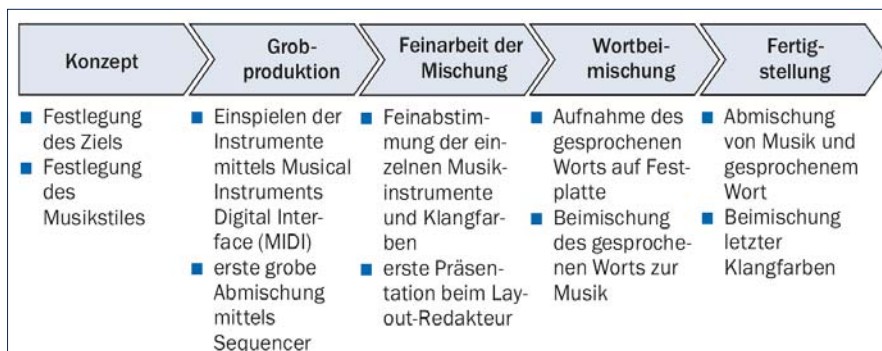 Konzept
Grob-
produktion
Feinarbeit der
Mischung
Wortbei-
mischung
Fertig-
stellung
Festlegung
des Ziels
Festlegung
des
Musikstiles
Einspielen der
Instrumente
mittels Musical
Instruments
Digital Inter-
face (MIDI)
erste grobe
Abmischung
mittels
Sequencer
Feinabstim-
mung der ein-
zelnen Musik-
instrumente
und Klangfar-
ben
erste Präsen-
tation beim Lay-
out-Redakteur
Aufnahme des
gesprochenen
Worts auf Fest-
platte
Beimischung
des gesproche-
nen Worts zur
Musik
Abmischung
von Musik und
gesprochenem
Wort
Beimischung
letzter
Klangfarben